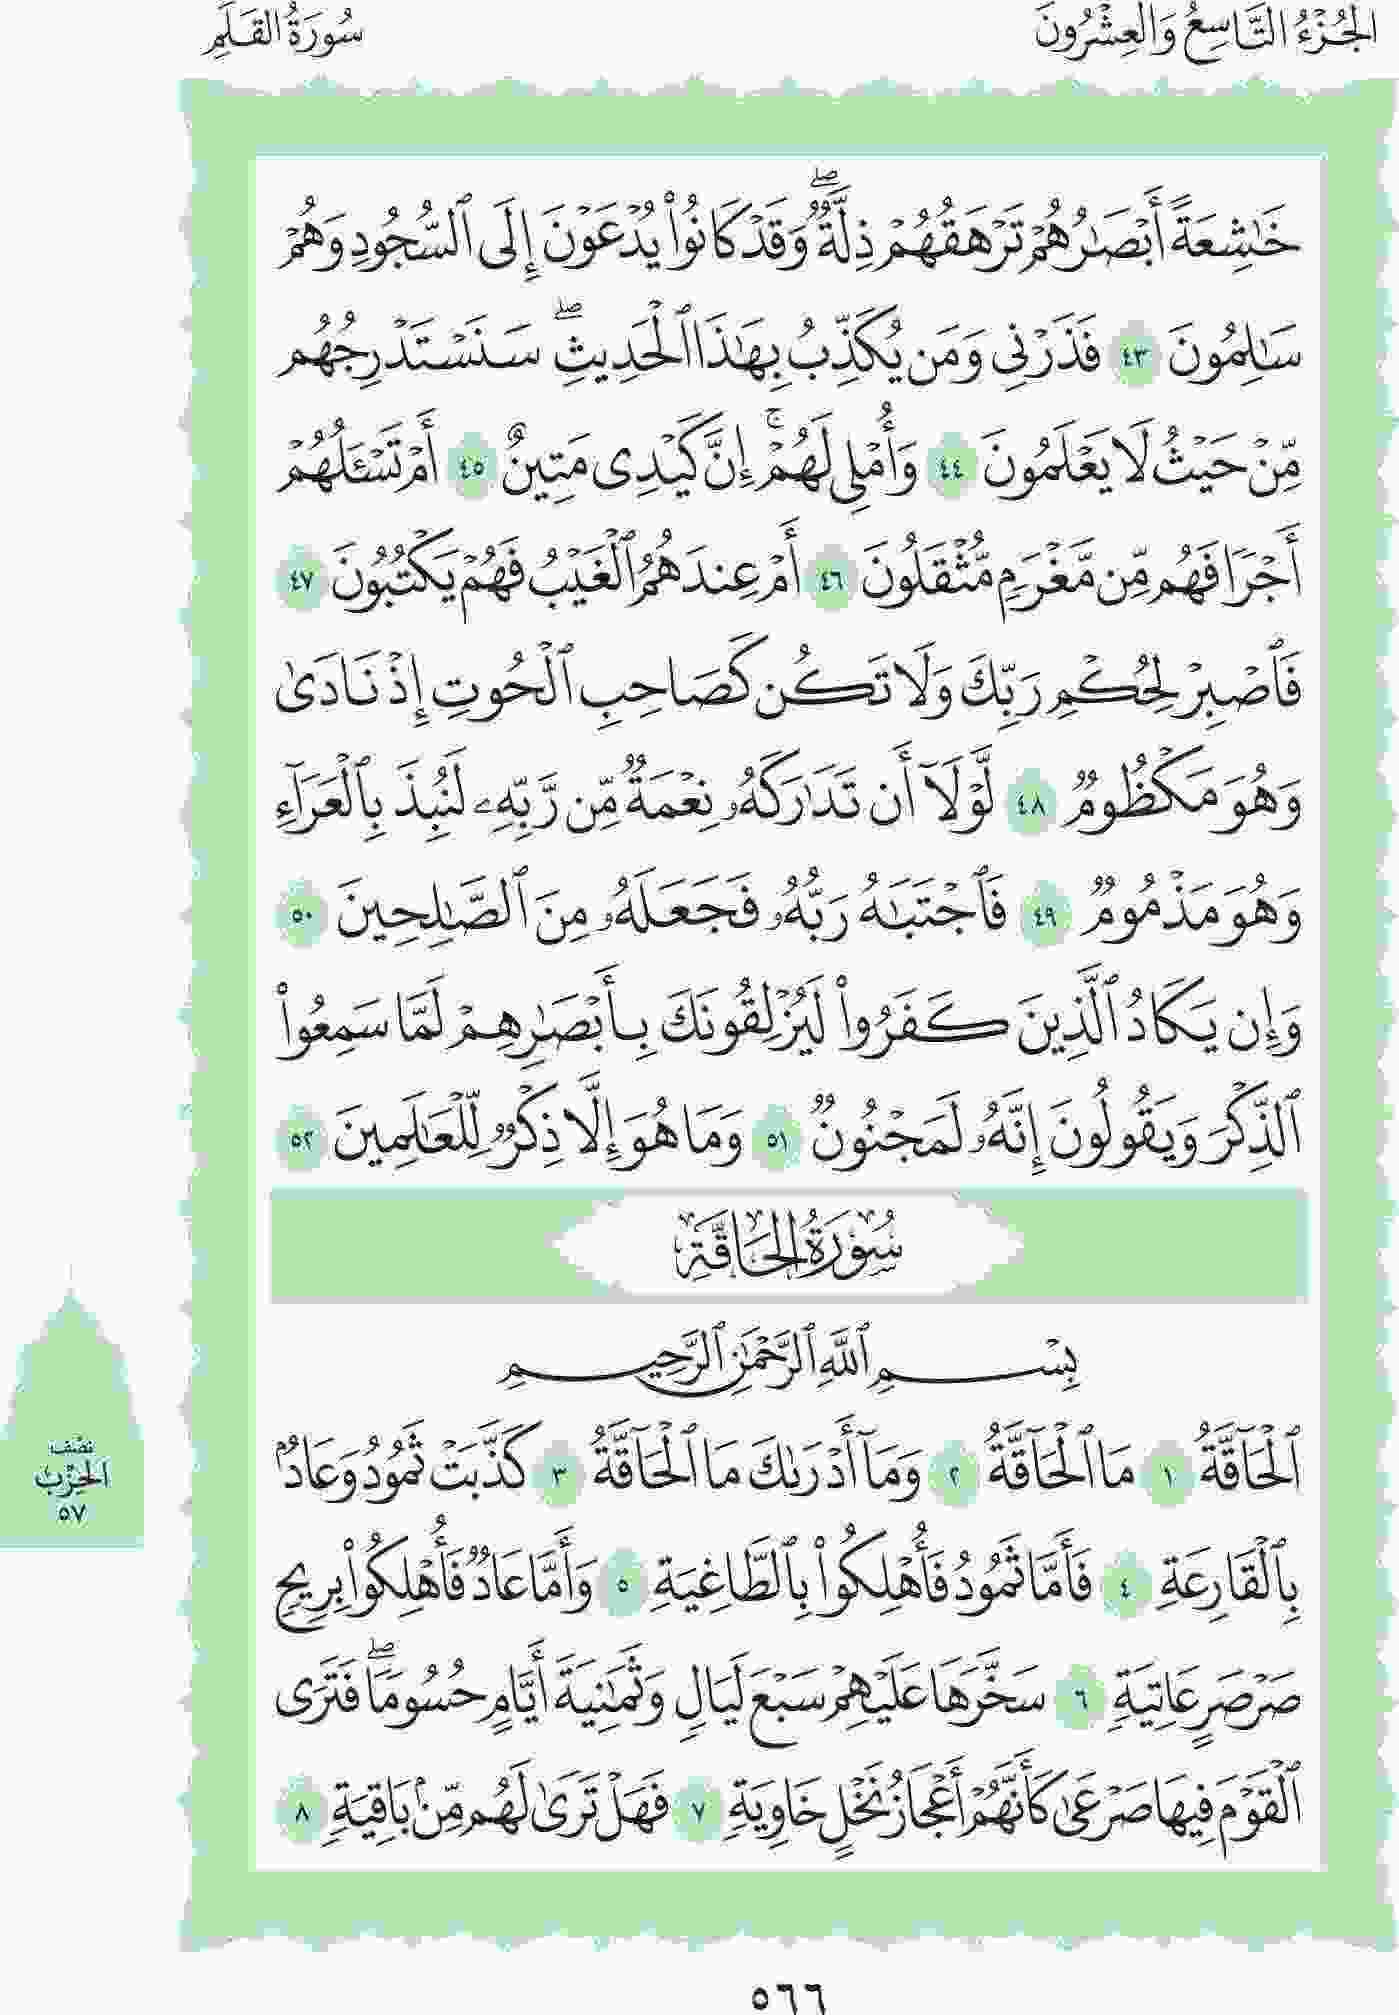 الجُزْءُ التَّاسِعُ وَالعِشْرُونَ
سُورَةُ القَلَمِ
خَٰشِعَةً أَبْصَٰرُهُمْ تَرْهَقُهُمْ ذِلَّةٌۖ وَقَدْ كَانُوا۟ يُدْعَوْنَ إِلَى ٱلسُّجُودِ وَهُمْ
سَٰلِمُونَ ٤٣ فَذَرْنِى وَمَن يُكَذِّبُ بِهَٰذَا ٱلْحَدِيثِۖ سَنَسْتَدْرِجُهُم
مِّنْ حَيْثُ لَا يَعْلَمُونَ ٤٤ وَأُمْلِى لَهُمْۚ إِنَّ كَيْدِى مَتِينٌ ٤٥ أَمْ تَسْـَٔلُهُمْ
أَجْرًا فَهُم مِّن مَّغْرَمٍ مُّثْقَلُونَ ٤٦ أَمْ عِندَهُمُ ٱلْغَيْبُ فَهُمْ يَكْتُبُونَ ٤٧
فَٱصْبِرْ لِحُكْمِ رَبِّكَ وَلَا تَكُن كَصَاحِبِ ٱلْحُوتِ إِذْ نَادَىٰ
وَهُوَ مَكْظُومٌ ٤٨ لَّوْلَآ أَن تَدَٰرَكَهُۥ نِعْمَةٌ مِّن رَّبِّهِۦ لَنُبِذَ بِٱلْعَرَآءِ
وَهُوَ مَذْمُومٌ ٤٩ فَٱجْتَبَٰهُ رَبُّهُۥ فَجَعَلَهُۥ مِنَ ٱلصَّٰلِحِينَ ٥٠
وَإِن يَكَادُ ٱلَّذِينَ كَفَرُوا۟ لَيُزْلِقُونَكَ بِأَبْصَٰرِهِمْ لَمَّا سَمِعُوا۟
ٱلذِّكْرَ وَيَقُولُونَ إِنَّهُۥ لَمَجْنُونٌ ٥١ وَمَا هُوَ إِلَّا ذِكْرٌ لِّلْعَٰلَمِينَ ٥٢
سُورَةُ الحَاقَّةِ
بِسْمِ ٱللَّهِ ٱلرَّحْمَٰنِ ٱلرَّحِيمِ
ٱلْحَآقَّةُ ١ مَا ٱلْحَآقَّةُ ٢ وَمَآ أَدْرَىٰكَ مَا ٱلْحَآقَّةُ ٣ كَذَّبَتْ ثَمُودُ وَعَادٌۢ
بِٱلْقَارِعَةِ ٤ فَأَمَّا ثَمُودُ فَأُهْلِكُوا۟ بِٱلطَّاغِيَةِ ٥ وَأَمَّا عَادٌ فَأُهْلِكُوا۟ بِرِيحٍ
صَرْصَرٍ عَاتِيَةٍ ٦ سَخَّرَهَا عَلَيْهِمْ سَبْعَ لَيَالٍ وَثَمَٰنِيَةَ أَيَّامٍ حُسُومًاۖ فَتَرَى
ٱلْقَوْمَ فِيهَا صَرْعَىٰ كَأَنَّهُمْ أَعْجَازُ نَخْلٍ خَاوِيَةٍ ٧ فَهَلْ تَرَىٰ لَهُم مِّنۢ بَاقِيَةٍ ٨
نصف
الحِزْب
٥٧
٥٦٦